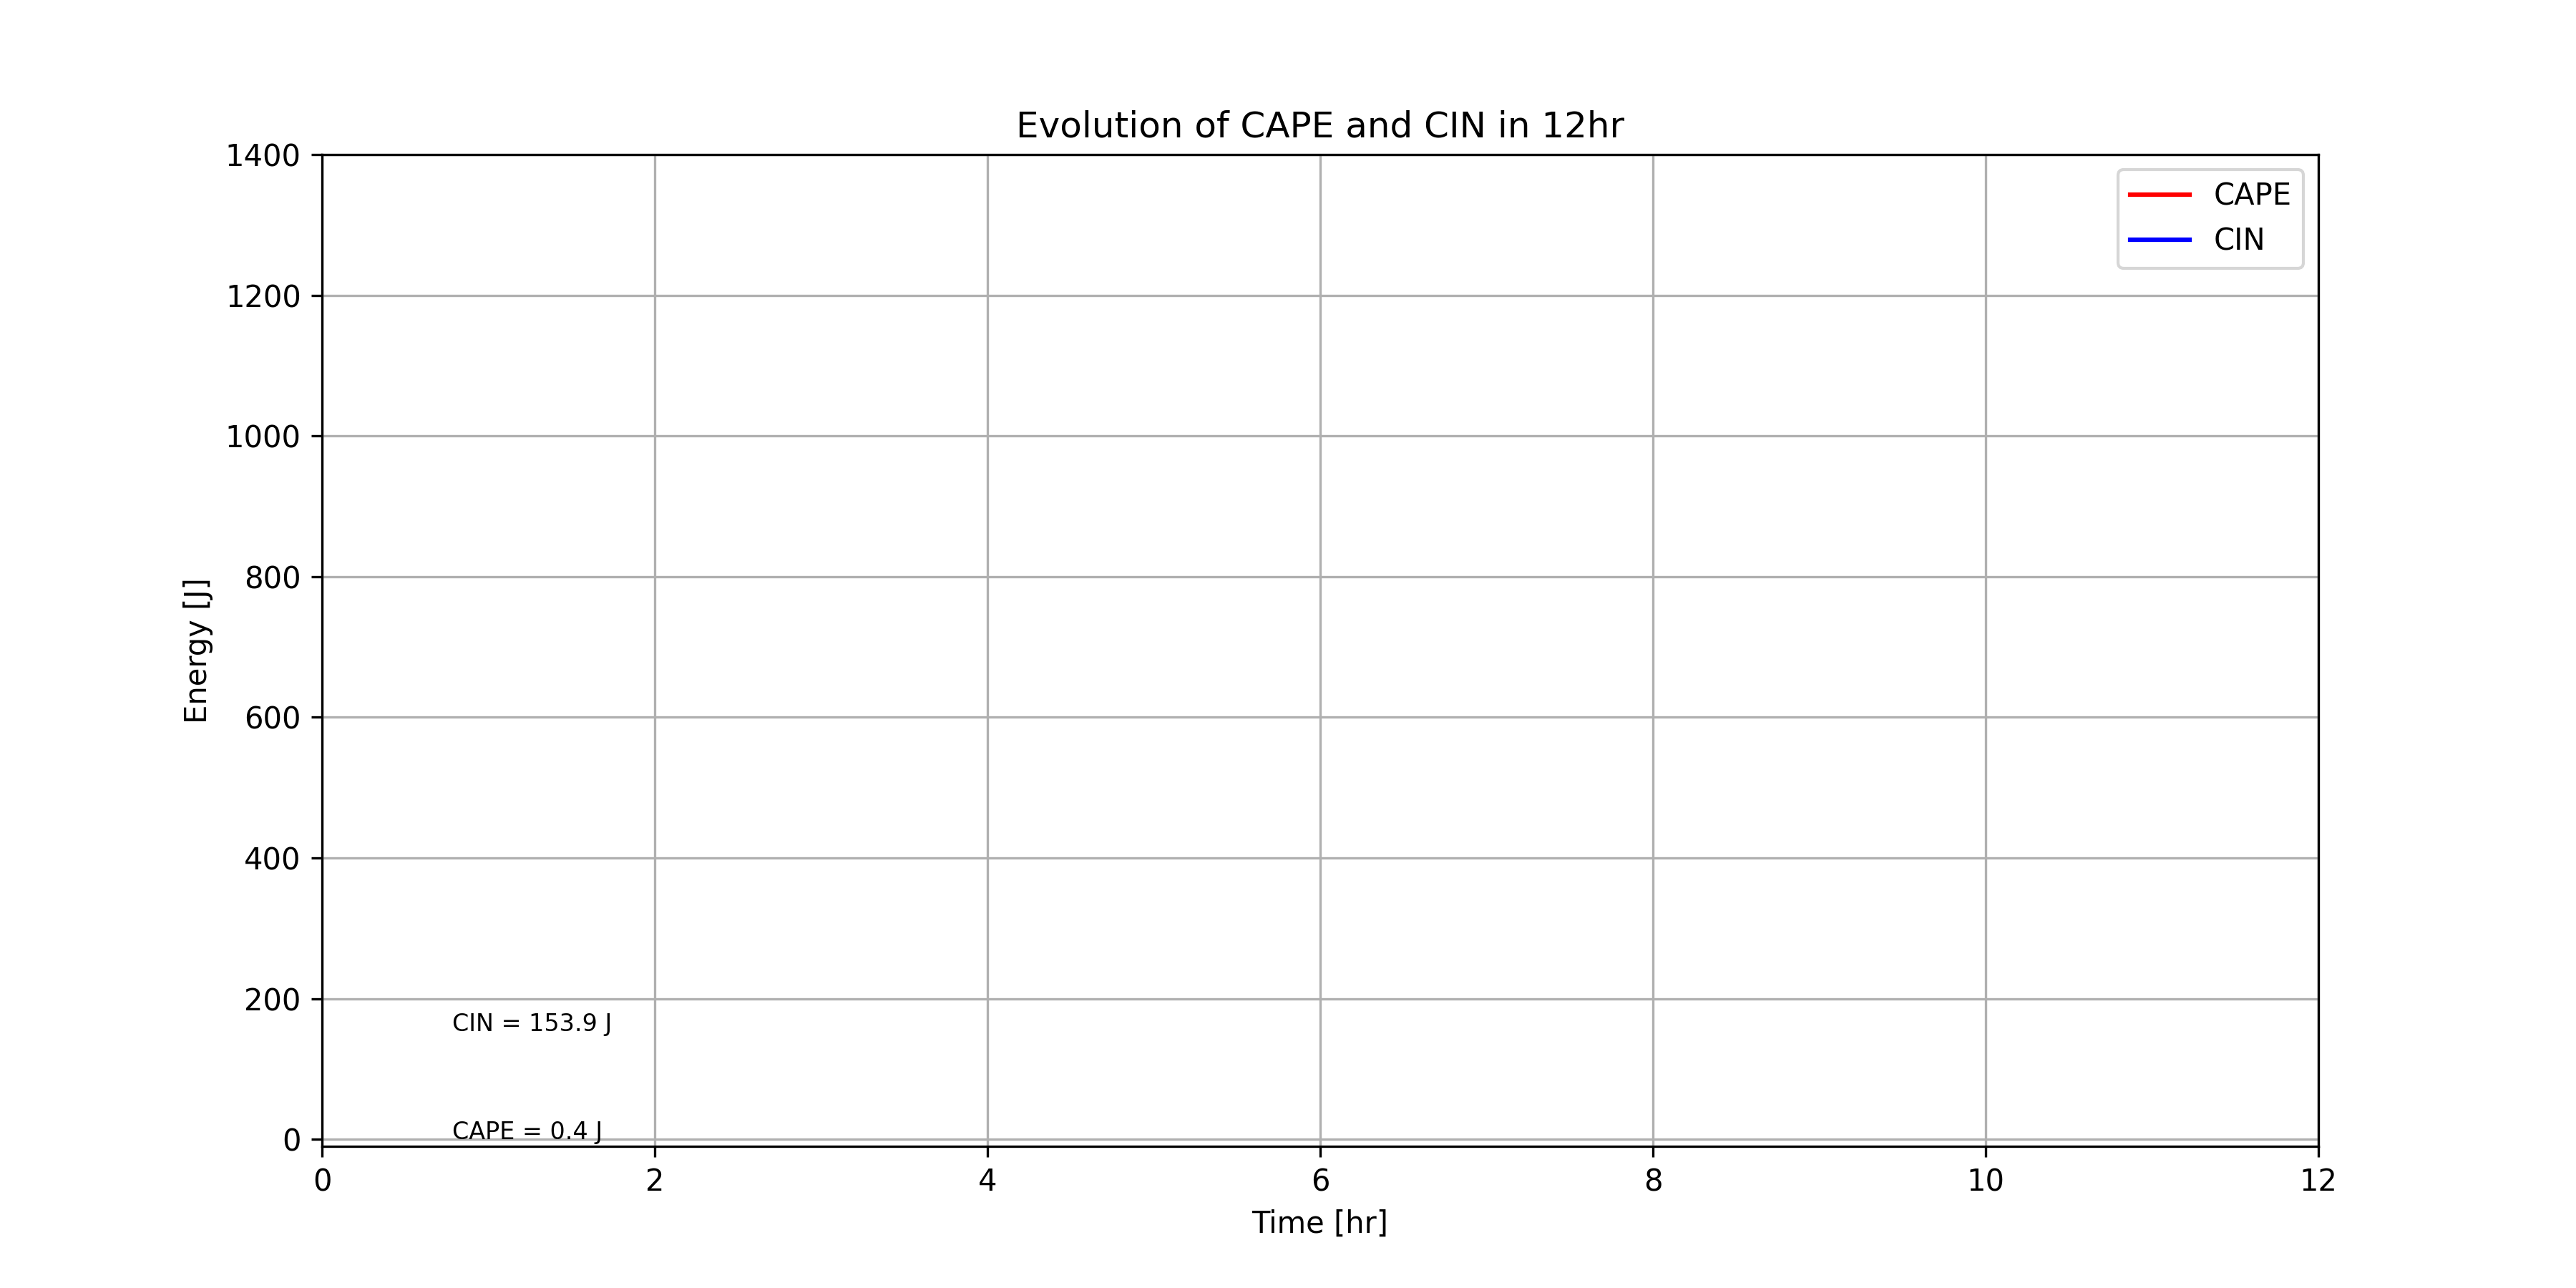 Evolution of CAPE and CIN in 12hr
1400
1200
1000
800
600
400
200
0
Energy [J]
CAPE
CIN
CIN = 153.9 J
CAPE = 0.4 J
0 2 4 6 8 10 12
Time [hr]